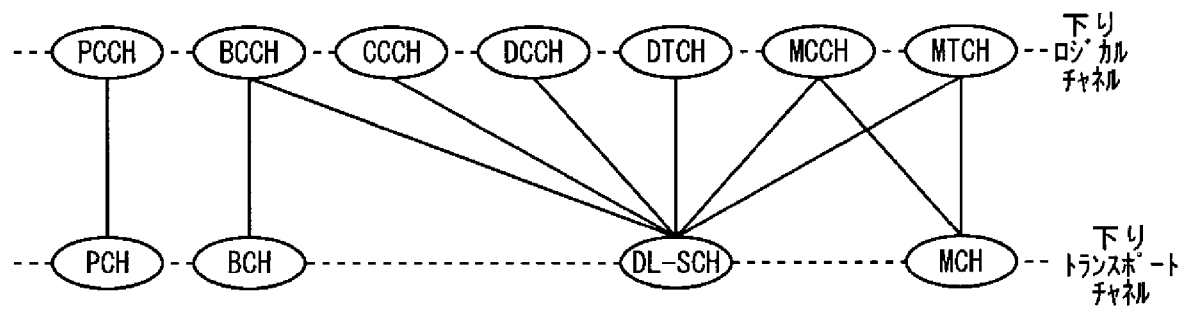 PCCH BCCH CCCH DCCH DTCH MCCH MTCH
下り
ロジカル
チャネル
PCH BCH DL-SCH MCH
下り
トランスポート
チャネル